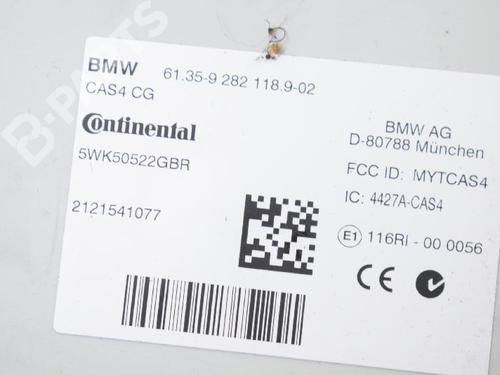 B-PARTS
BMW 61.35-9 282 118.9-02
CAS4 CG
Continental
5WK50522GBR
2121541077
BMW AG
D-80788 München
FCC ID: MYTCAS4
IC: 4427A-CAS4
E1 116RI - 00 0056
CE